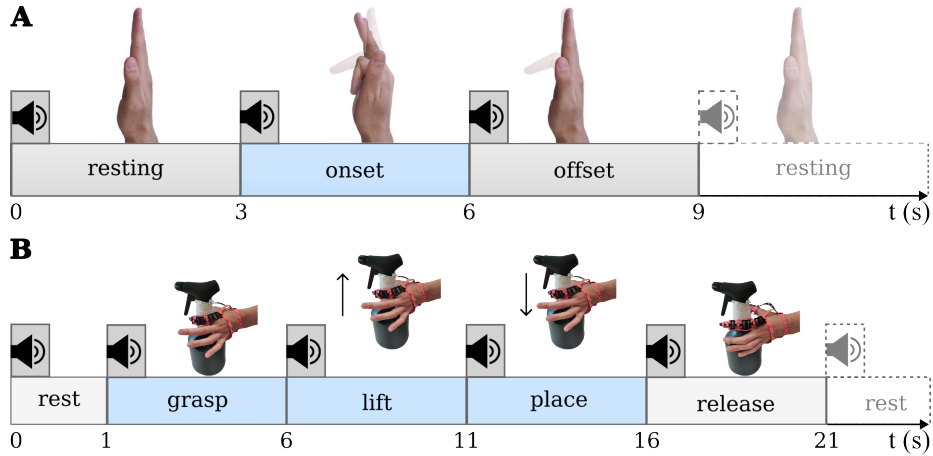 A
resting onset offset resting
0 3 6 9 t (s)
B
rest grasp lift place release rest
0 1 6 11 16 21 t (s)